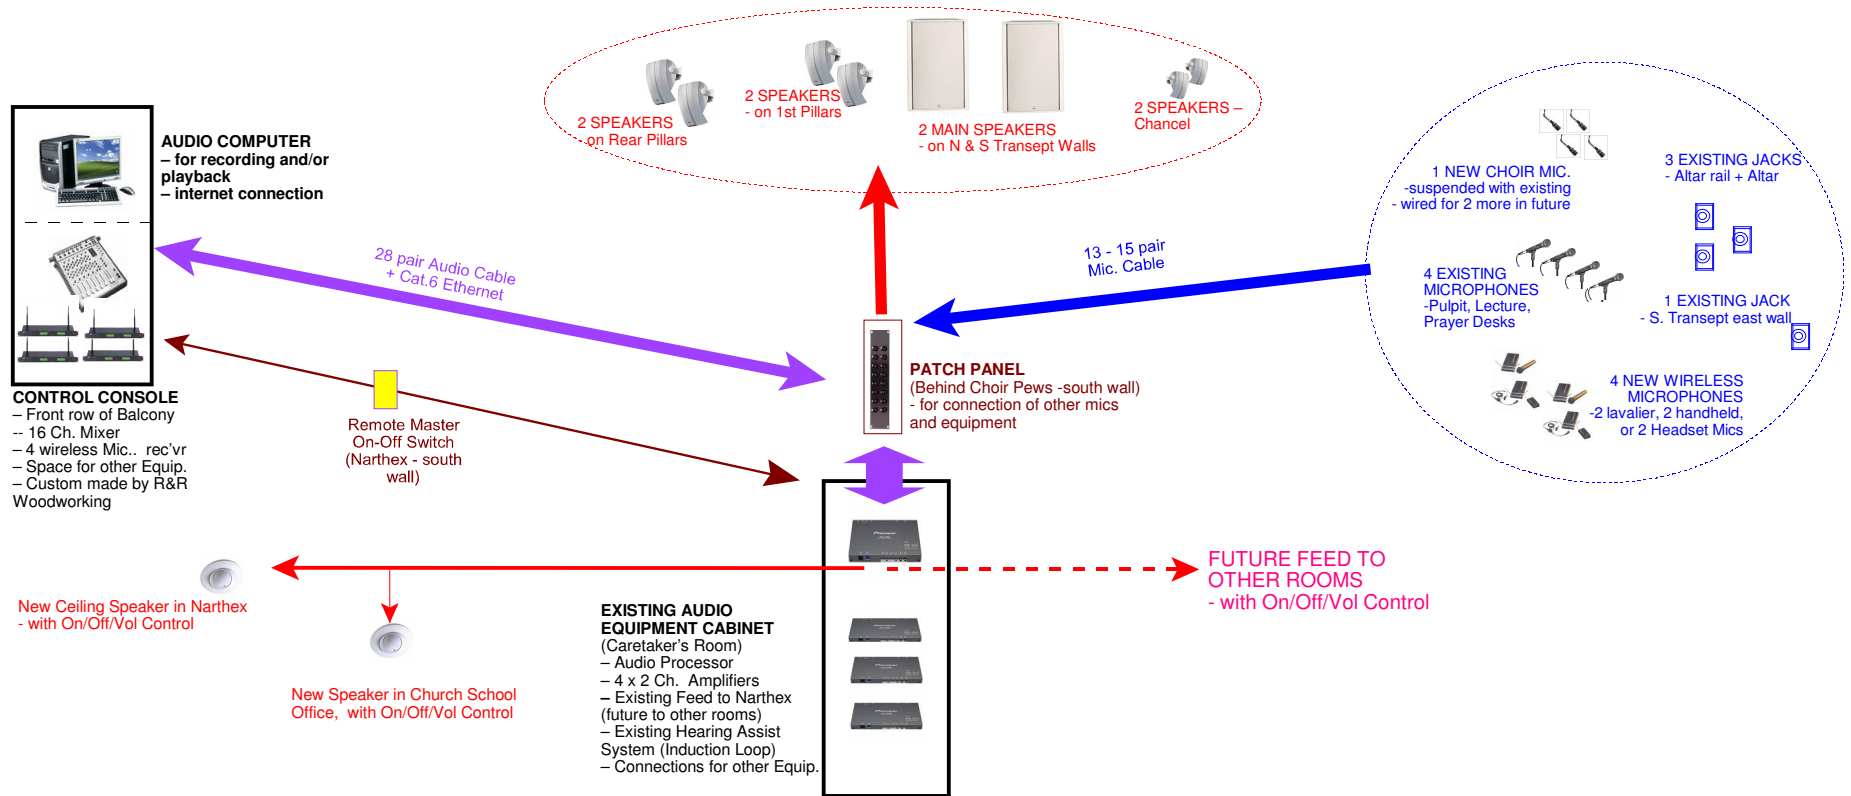 2 SPEAKERS
- on Rear Pillars
2 SPEAKERS
- on 1st Pillars
2 MAIN SPEAKERS
- on N & S Transept Walls
2 SPEAKERS –
Chancel
AUDIO COMPUTER
– for recording and/or
playback
– internet connection
28 pair Audio Cable
+ Cat.6 Ethernet
13 - 15 pair
Mic. Cable
1 NEW CHOIR MIC.
-suspended with existing
- wired for 2 more in future
3 EXISTING JACKS
- Altar rail + Altar
4 EXISTING
MICROPHONES
-Pulpit, Lecture,
Prayer Desks
1 EXISTING JACK
- S. Transept east wall
4 NEW WIRELESS
MICROPHONES
-2 lavalier, 2 handheld,
or 2 Headset Mics
PATCH PANEL
(Behind Choir Pews -south wall)
- for connection of other mics
and equipment
CONTROL CONSOLE
– Front row of Balcony
-- 16 Ch. Mixer
– 4 wireless Mic.. rec'vr
– Space for other Equip.
– Custom made by R&R
Woodworking
Remote Master
On-Off Switch
(Narthex - south
wall)
New Ceiling Speaker in Narthex
- with On/Off/Vol Control
New Speaker in Church School
Office, with On/Off/Vol Control
EXISTING AUDIO
EQUIPMENT CABINET
(Caretaker's Room)
– Audio Processor
– 4 x 2 Ch. Amplifiers
– Existing Feed to Narthex
(future to other rooms)
– Existing Hearing Assist
System (Induction Loop)
– Connections for other Equip.
FUTURE FEED TO
OTHER ROOMS
- with On/Off/Vol Control